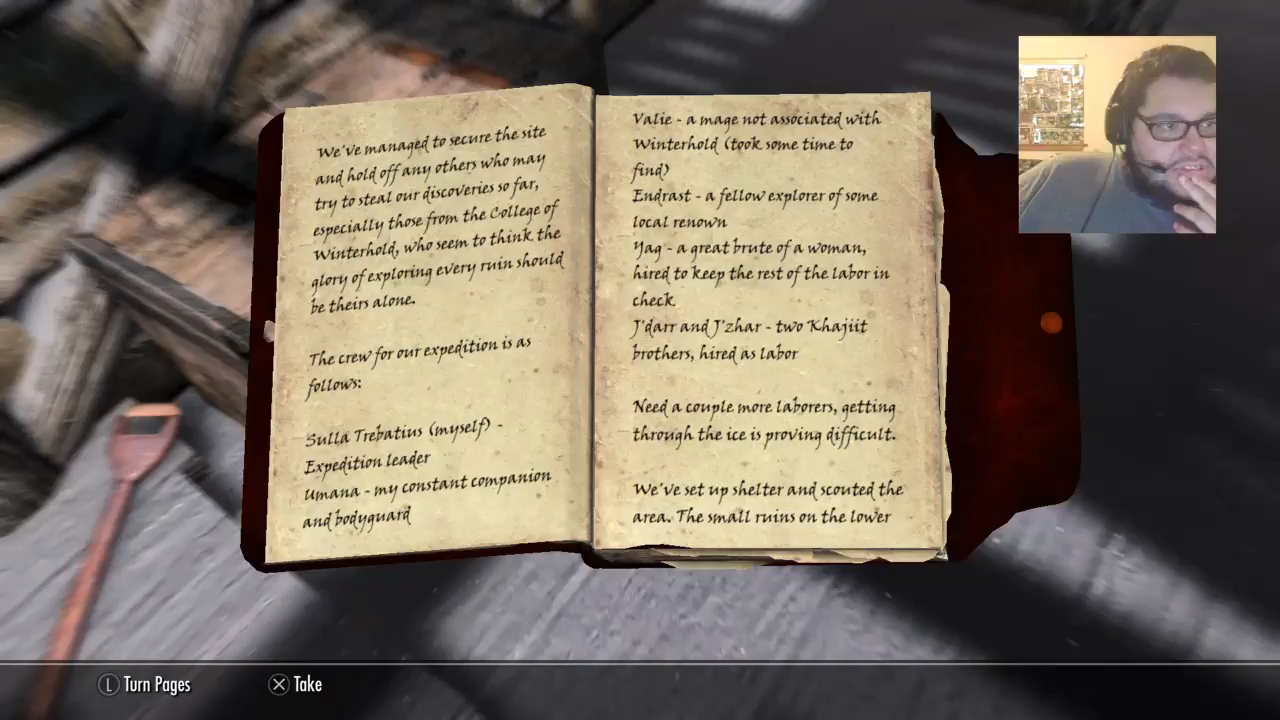 We've managed to secure the site
and hold off any others who may
try to steal our discoveries so far,
especially those from the College of
Winterhold, who seem to think the
glory of exploring every ruin should
be theirs alone.
The crew for our expedition is as
follows:
Sulla Trebatius (myself) -
Expedition leader
Umana - my constant companion
and bodyguard
Valie - a mage not associated with
Winterhold (took some time to
find)
Endrast - a fellow explorer of some
local renown
Yag - a great brute of a woman,
hired to keep the rest of the labor in
check
J'darr and J'zhar - two Khajiit
brothers, hired as labor
Need a couple more laborers, getting
through the ice is proving difficult.
We've set up shelter and scouted the
area. The small ruins on the lower
L Turn Pages
X Take